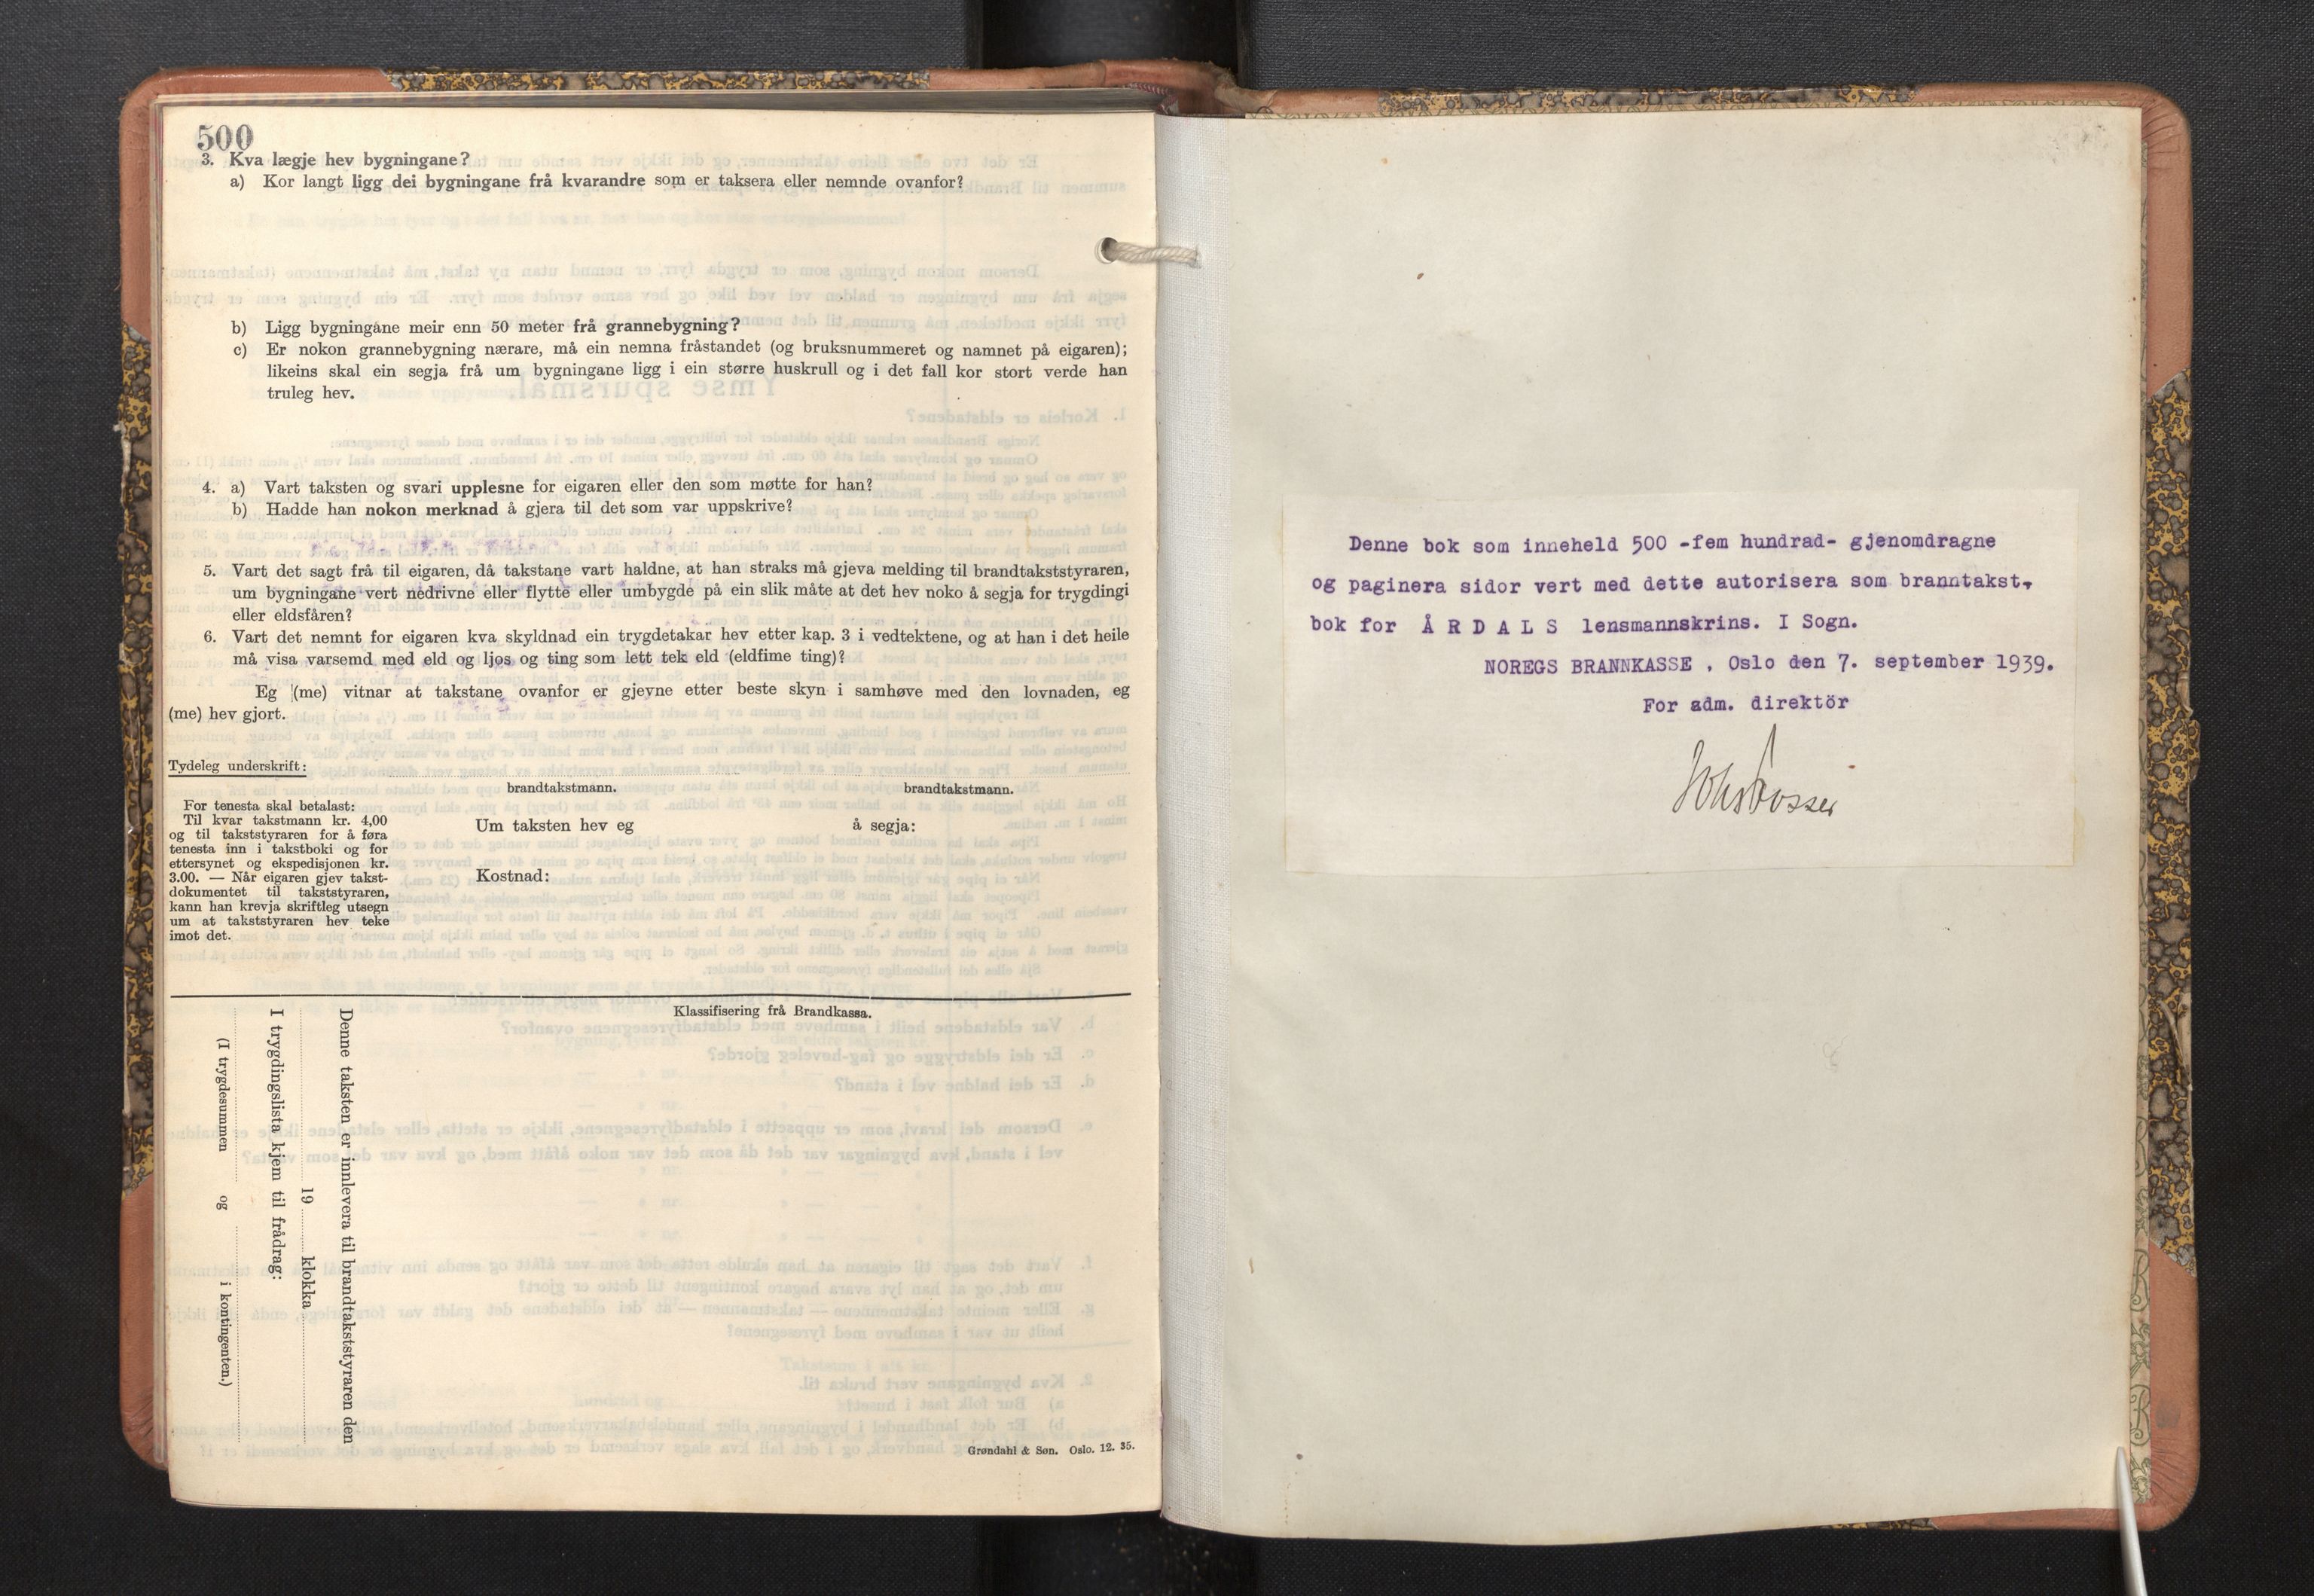 500
3. Kva lægje hev bygningane?
a) Kor langt ligg dei bygningane frå kvarandre som er taksera eller nemnde ovanfor?
b) Ligg bygningane meir enn 50 meter frå grannebygning?
c) Er nokon grannebygning nærare, må ein nemna fråstandet (og bruksnummeret og namnet på eigaren);
likeins skal ein segja frå um bygningane ligg i ein større huskrull og i det fall kor stort verde han
truleg hev.
4. a) Vart taksten og svari upplesne for eigaren eller den som møtte for han?
b) Hadde han nokon merknad å gjera til det som var uppskrive?
5. Vart det sagt frå til eigaren, då takstane vart haldne, at han straks må gjeva melding til brandtakststyraren,
um bygningane vert nedrivne eller flytte eller umbygde på ein slik måte at det hev noko å segja for trygdingi
eller eldsfåren?
6. Vart det nemnt for eigaren kva skyldnad ein trygdetakar hev etter kap. 3 i vedtektene, og at han i det heile
må visa varsemd med eld og ljos og ting som lett tek eld (eldfime ting)?
Eg (me) vitnar at takstane ovanfor er gjevne etter beste skyn i samhøve med den lovnaden, eg
(me) hev gjort.
Tydeleg underskrift:
brandtakstmann. brandtakstmann.
For tenesta skal betalast:
Til kvar takstmann kr. 4,00
og til takststyraren for å føra
tenesta inn i takstboki og for
ettersynet og ekspedisjonen kr.
3.00. — Når eigaren gjev takst-
dokumentet til takststyraren,
kann han krevja skriftleg utsegn
um at takststyraren hev teke
imot det.
Um taksten hev eg å segja:
Kostnad:
Klassifisering frå Brandkassa.
Denne taksten er innlevera til brandtakststyraren den
19 klokka
I trygdingslista kjem til frådrag:
(I trygdesummen og i kontingenten.)
Grøndahl & Søn. Oslo. 12. 35.
Denne bok som inneheld 500 -fem hundrad- gjenomdragne
og paginera sidor vert med dette autorisera som branntakst-
bok for ÅRDALS lensmannskrins. I Sogn.
NOREGS BRANNKASSE , Oslo den 7. september 1939.
For adm. direktör